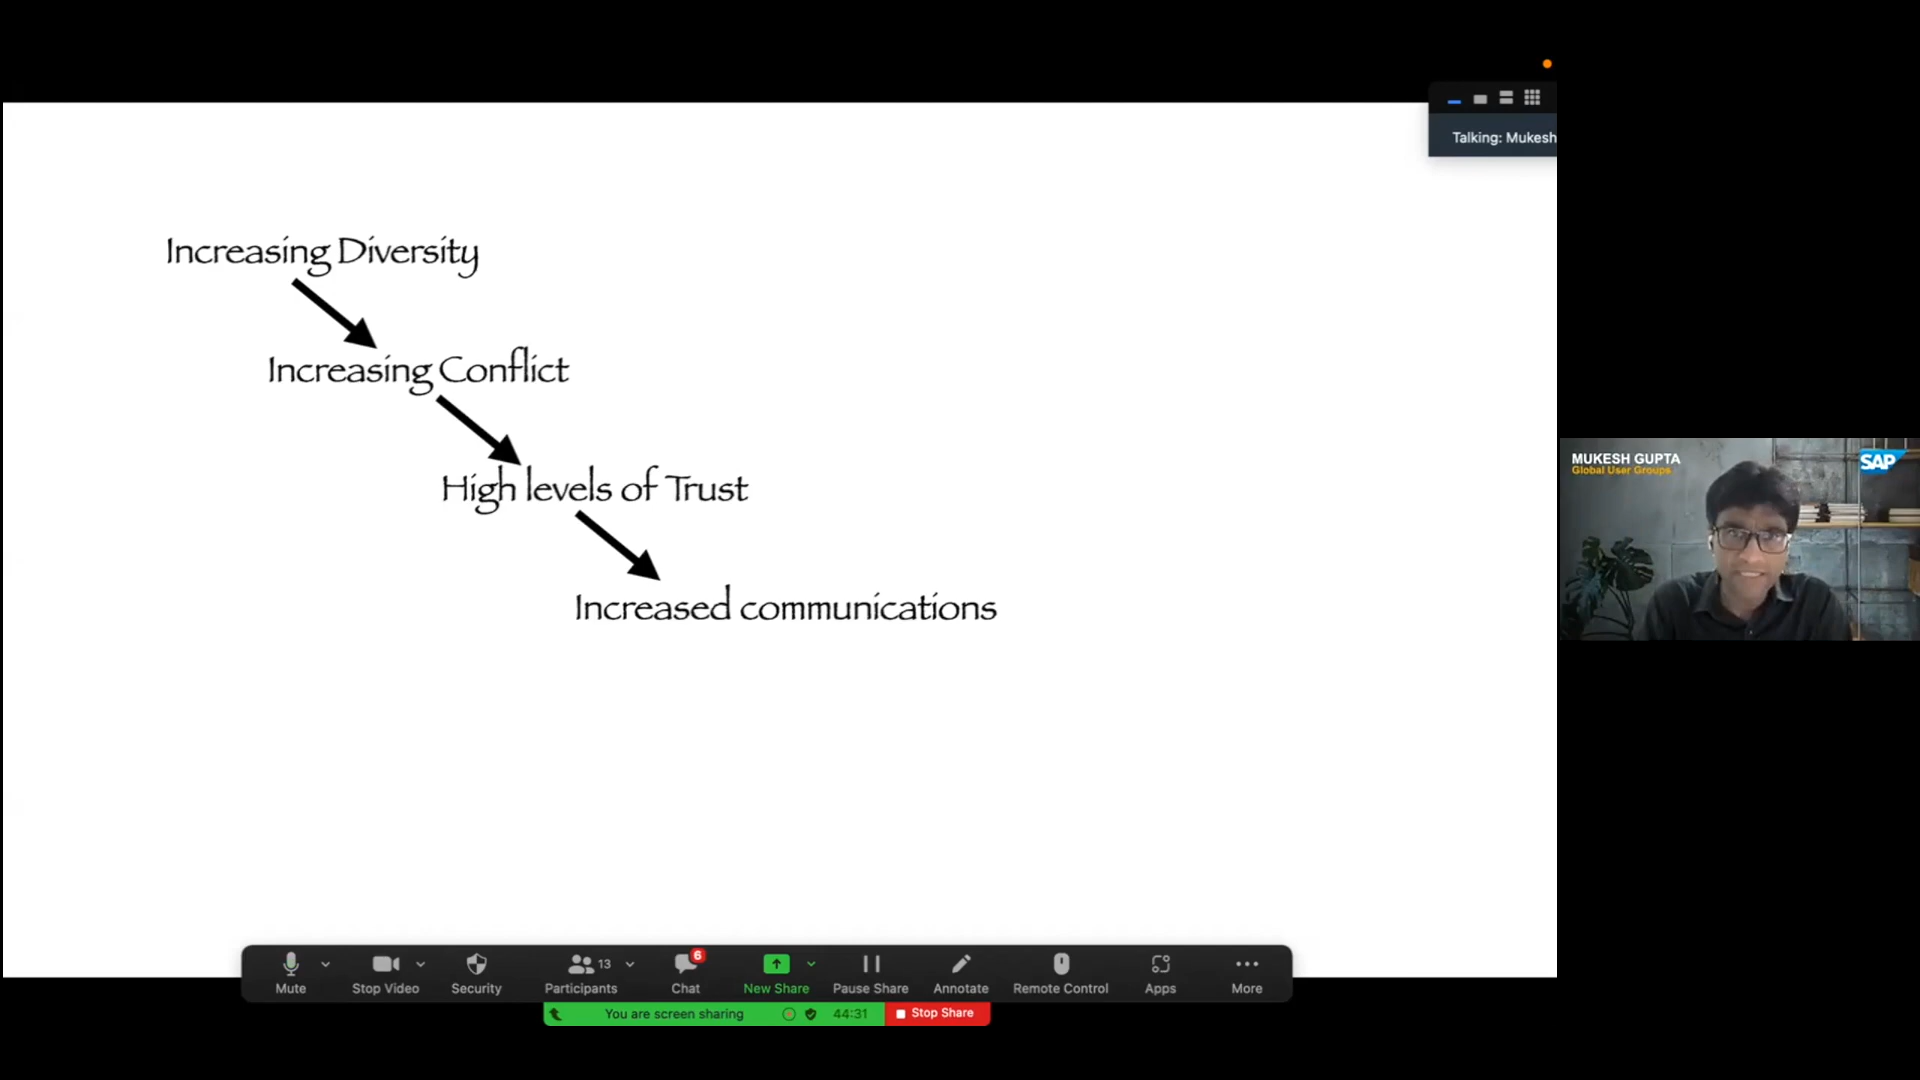 Talking: Mukesh
Increasing Diversity
Increasing Conflict
High levels of Trust
Increased communications
MUKESH GUPTA
Global User Groups
SAP
13
6
Mute
Stop Video
Security
Participants
Chat
New Share
Pause Share
Annotate
Remote Control
Apps
More
You are screen sharing
44:31
Stop Share